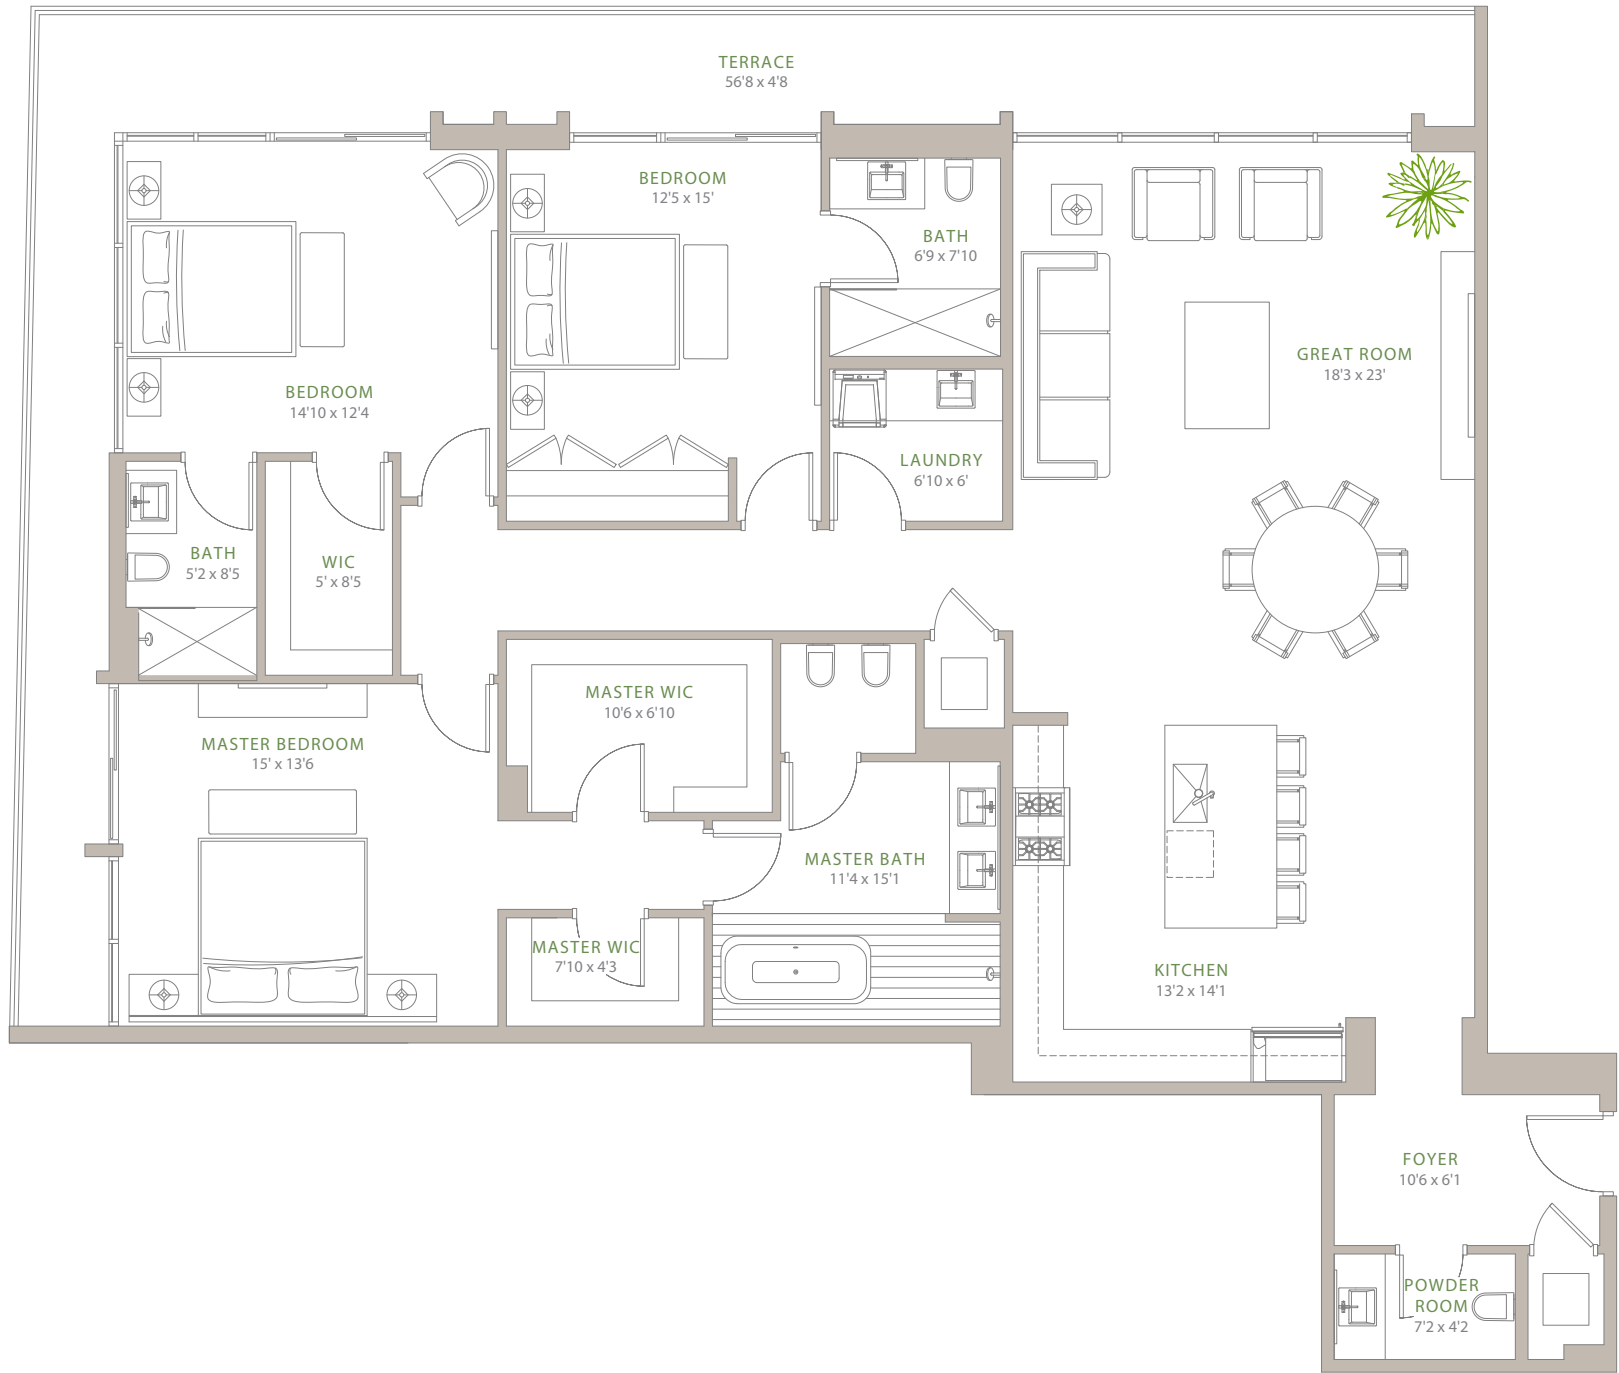 TERRACE
56'8 x 4'8
BEDROOM
12'5 x 15'
BATH
6'9 x 7'10
GREAT ROOM
18'3 x 23'
BEDROOM
14'10 x 12'4
LAUNDRY
6'10 x 6'
BATH
5'2 x 8'5
WIC
5' x 8'5
MASTER WIC
10'6 x 6'10
MASTER BEDROOM
15' x 13'6
MASTER BATH
11'4 x 15'1
MASTER WIC
7'10 x 4'3
KITCHEN
13'2 x 14'1
FOYER
10'6 x 6'1
POWDER
ROOM
7'2 x 4'2